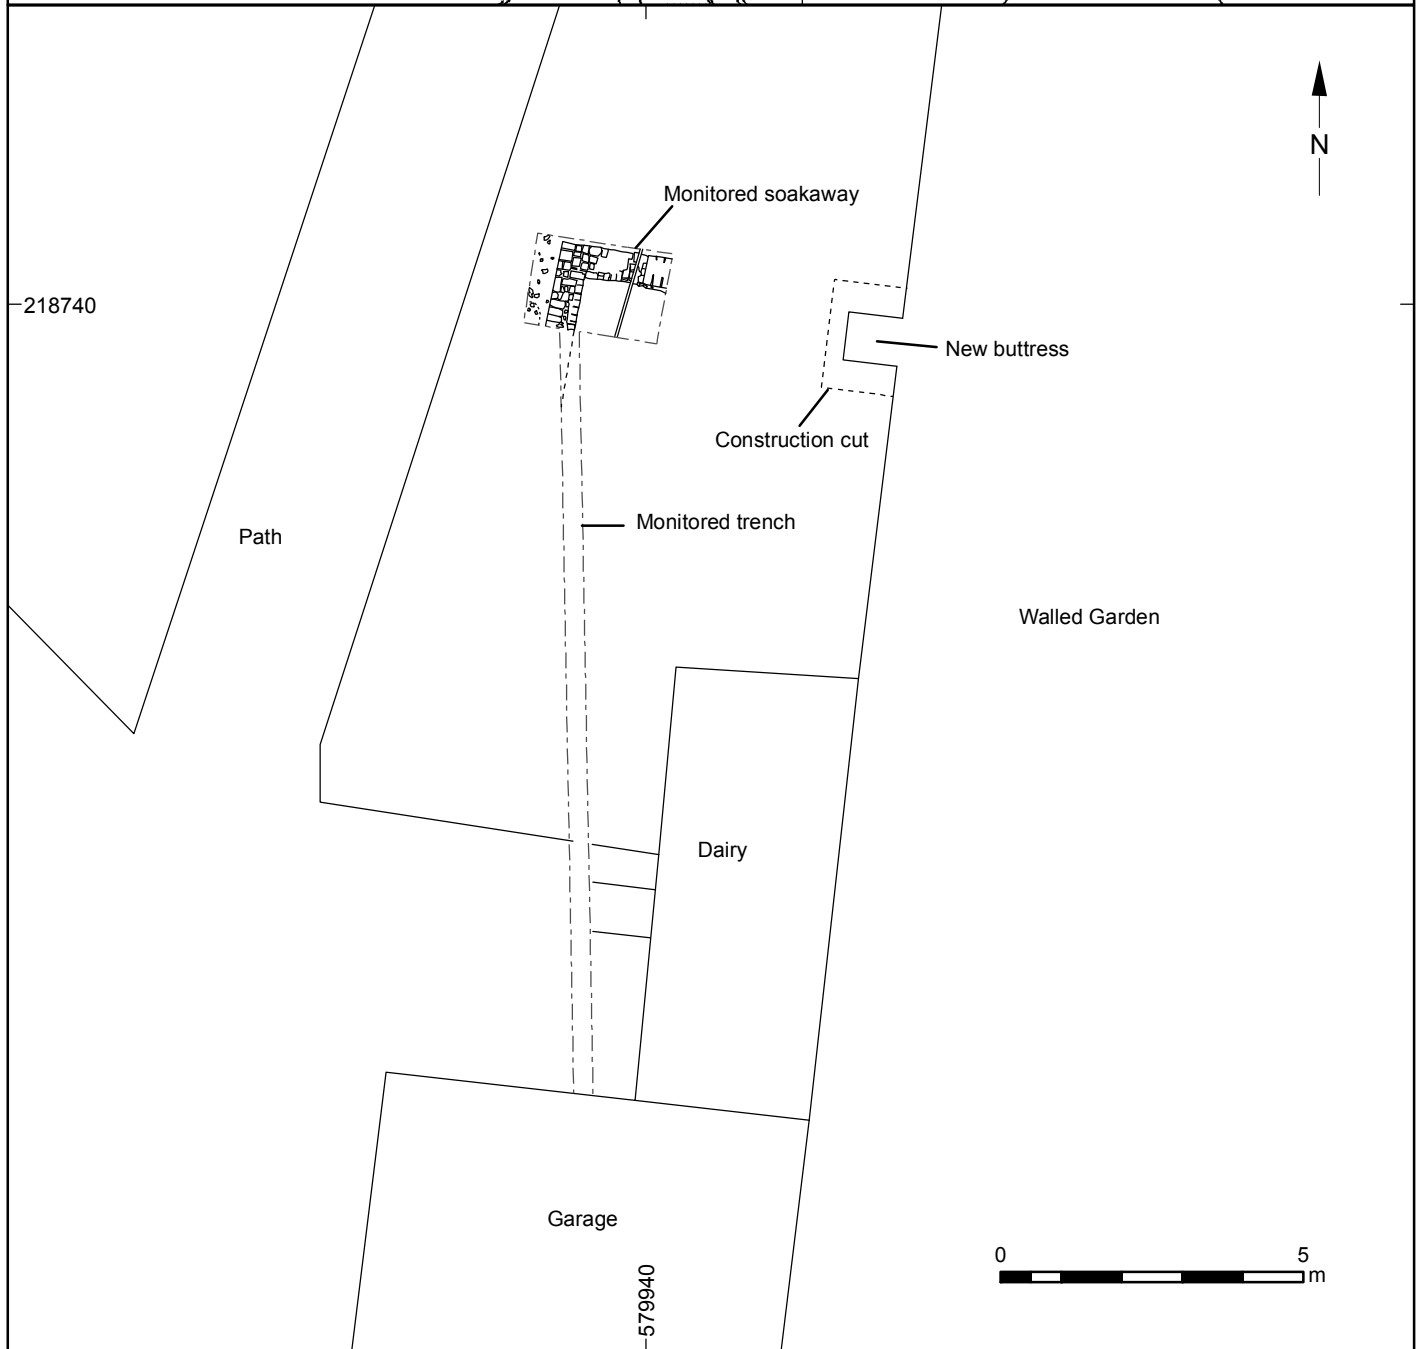 N
Monitored soakaway
218740
New buttress
Construction cut
Monitored trench
Path
Walled Garden
Dairy
Garage
0 5
m
579940